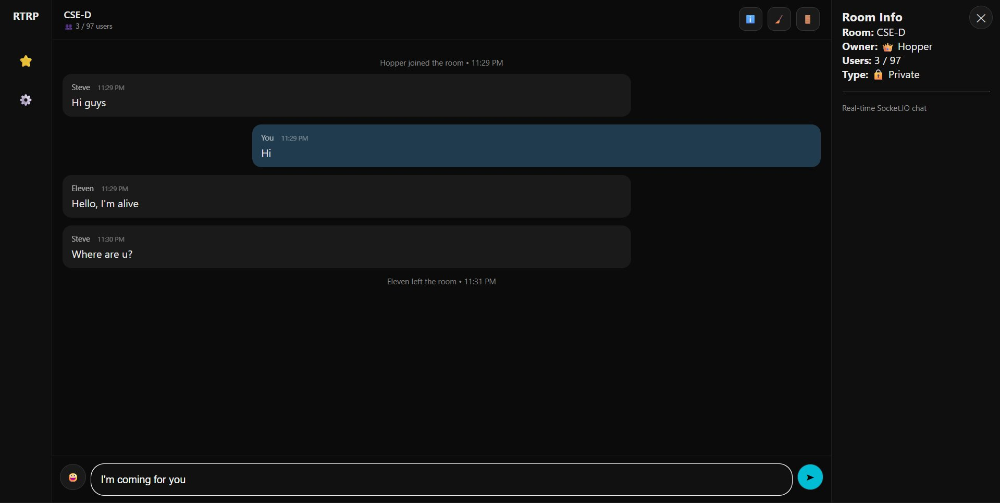 RTRP
CSE-D
3 / 97 users
Hopper joined the room • 11:29 PM
Steve 11:29 PM
Hi guys
You 11:29 PM
Hi
Eleven 11:29 PM
Hello, I'm alive
Steve 11:30 PM
Where are u?
Eleven left the room • 11:31 PM
I'm coming for you
Room Info
Room: CSE-D
Owner: Hopper
Users: 3 / 97
Type: Private
Real-time Socket.IO chat